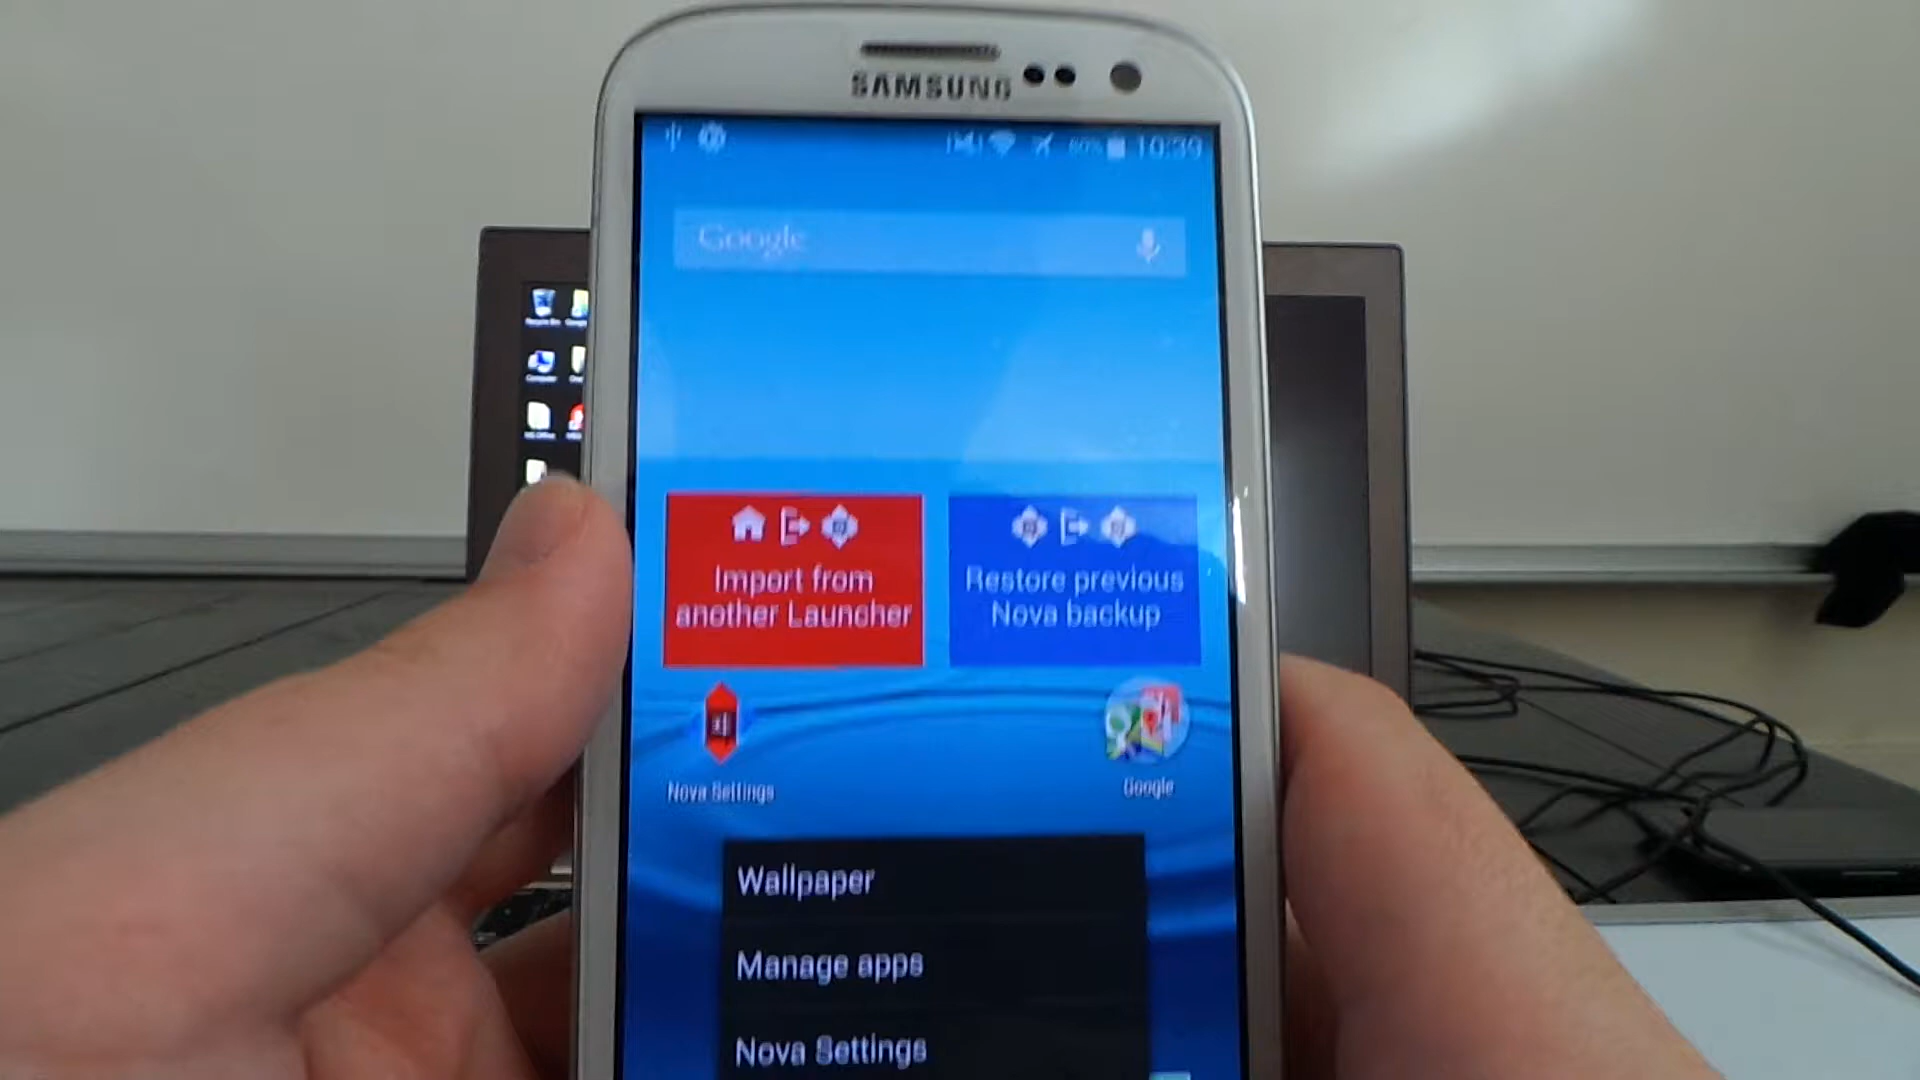 SAMSUNG
10:39
Google
Import from
another Launcher
Restore previous
Nova backup
Nova Settings
Google
Wallpaper
Manage apps
Nova Settings